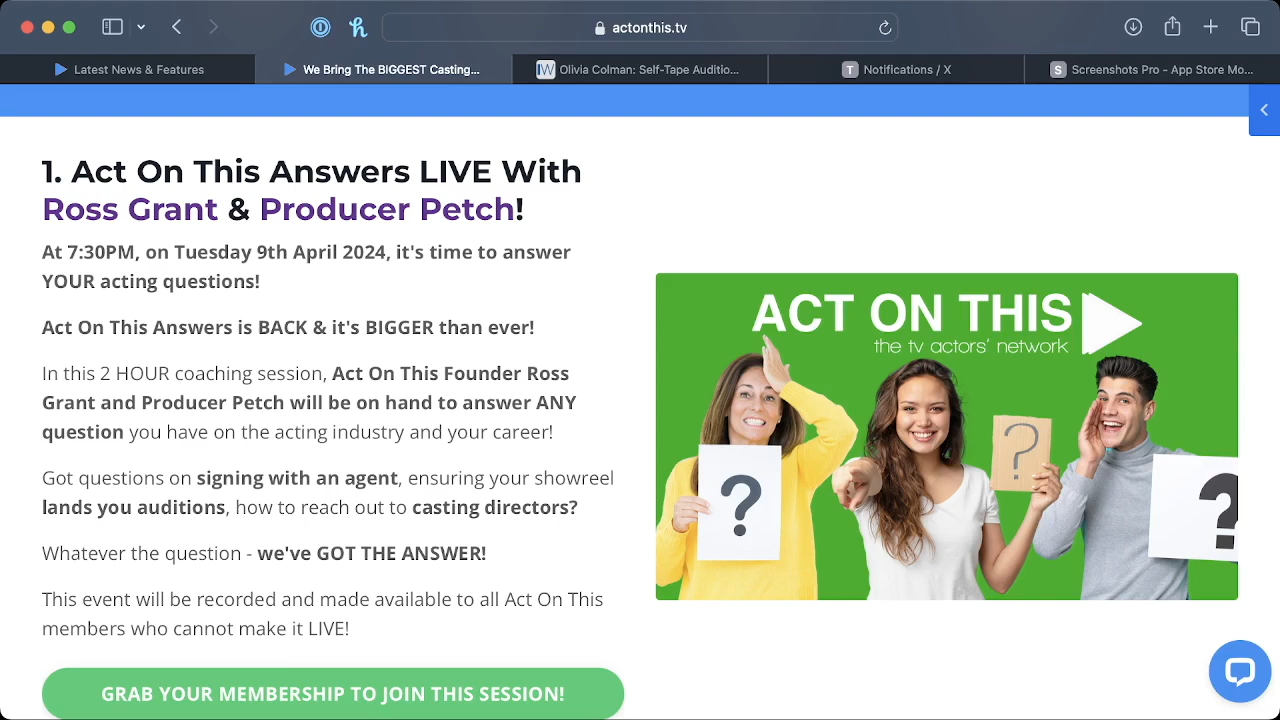 actonthis.tv
Latest News & Features
We Bring The BIGGEST Casting...
IW
Olivia Colman: Self-Tape Auditio...
T
Notifications / X
S
Screenshots Pro - App Store Mo...
1. Act On This Answers LIVE With
Ross Grant & Producer Petch!
At 7:30PM, on Tuesday 9th April 2024, it's time to answer
YOUR acting questions!
Act On This Answers is BACK & it's BIGGER than ever!
In this 2 HOUR coaching session, Act On This Founder Ross
Grant and Producer Petch will be on hand to answer ANY
question you have on the acting industry and your career!
Got questions on signing with an agent, ensuring your showreel
lands you auditions, how to reach out to casting directors?
Whatever the question - we've GOT THE ANSWER!
This event will be recorded and made available to all Act On This
members who cannot make it LIVE!
GRAB YOUR MEMBERSHIP TO JOIN THIS SESSION!
ACT ON THIS
the tv actors' network
?
?
?